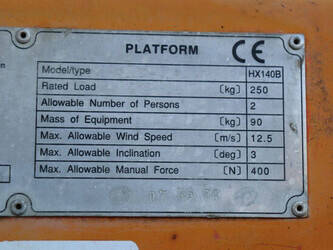 PLATFORM CE
Model/type HX140B
Rated Load [kg] 250
Allowable Number of Persons 2
Mass of Equipment [kg] 90
Max. Allowable Wind Speed [m/s] 12.5
Max. Allowable Inclination [deg] 3
Max. Allowable Manual Force [N] 400